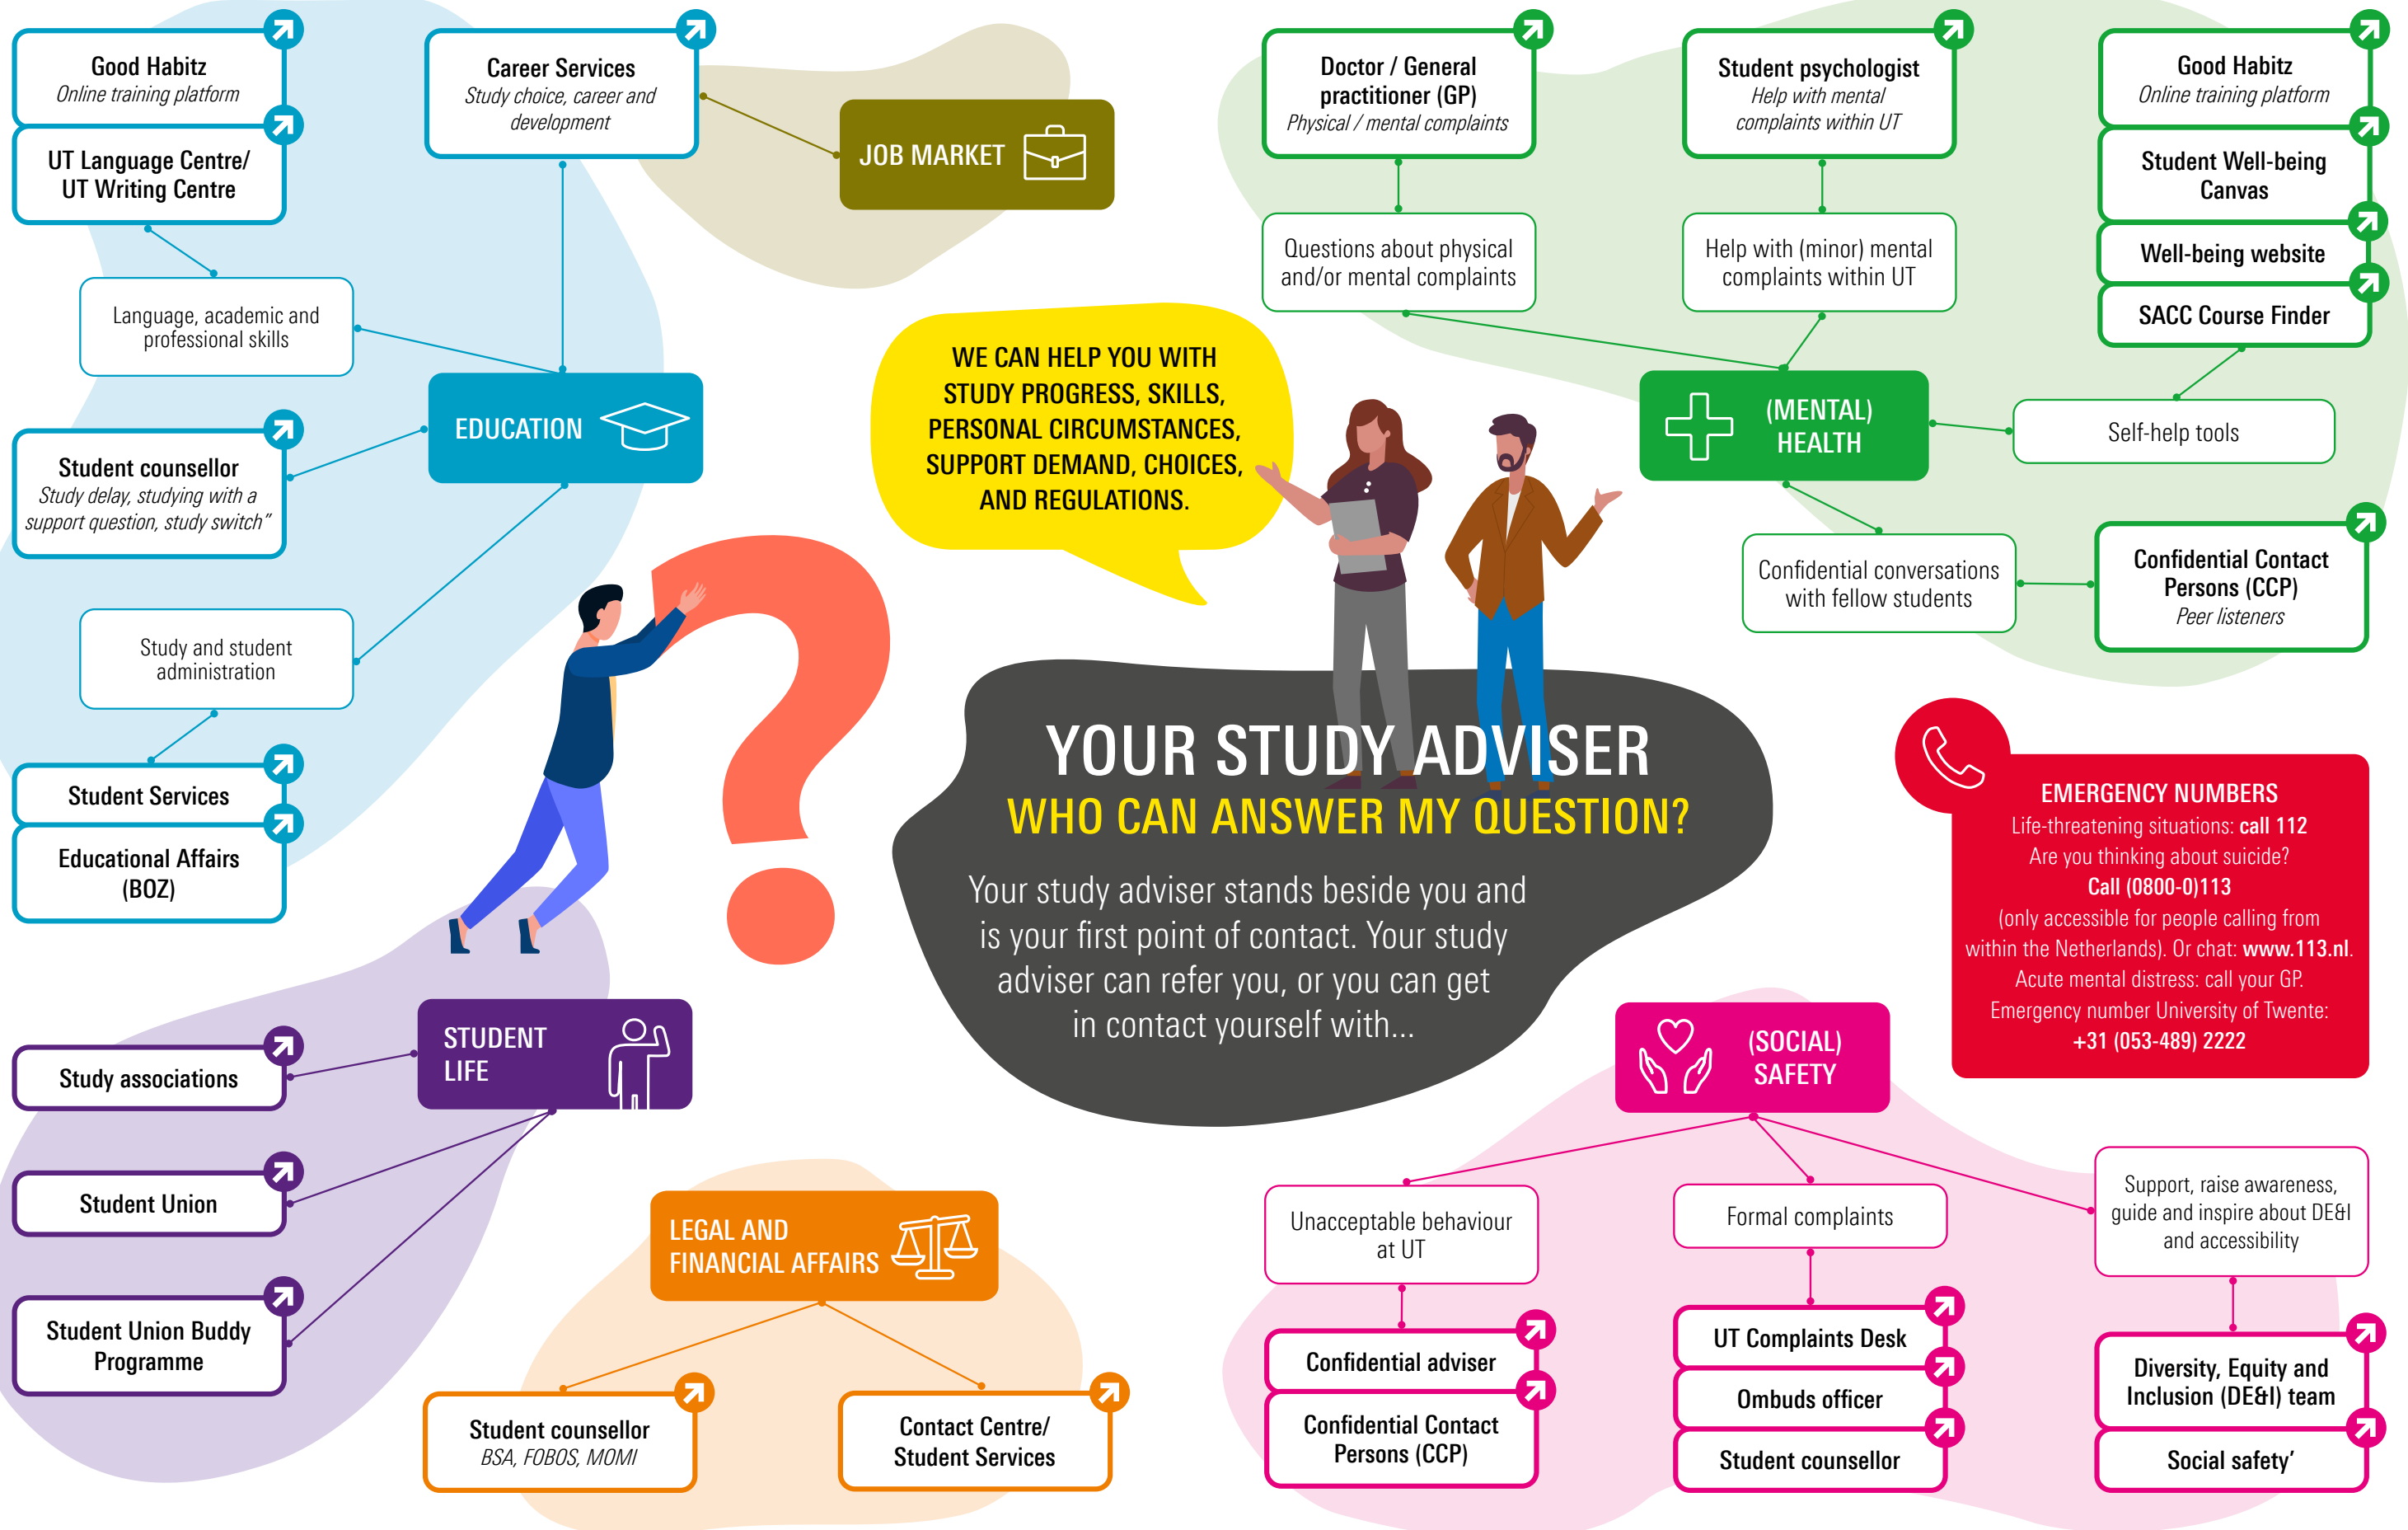 Good Habitz
Online training platform
UT Language Centre/
UT Writing Centre
Language, academic and
professional skills
Career Services
Study choice, career and
development
JOB MARKET
EDUCATION
Student counsellor
Study delay, studying with a
support question, study switch”
Study and student
administration
Student Services
Educational Affairs
(BOZ)
Doctor / General
practitioner (GP)
Physical / mental complaints
Questions about physical
and/or mental complaints
Student psychologist
Help with mental
complaints within UT
Help with (minor) mental
complaints within UT
Good Habitz
Online training platform
Student Well-being
Canvas
Well-being website
SACC Course Finder
Self-help tools
(MENTAL)
HEALTH
Confidential conversations
with fellow students
Confidential Contact
Persons (CCP)
Peer listeners
WE CAN HELP YOU WITH
STUDY PROGRESS, SKILLS,
PERSONAL CIRCUMSTANCES,
SUPPORT DEMAND, CHOICES,
AND REGULATIONS.
YOUR STUDY ADVISER
WHO CAN ANSWER MY QUESTION?
Your study adviser stands beside you and
is your first point of contact. Your study
adviser can refer you, or you can get
in contact yourself with...
EMERGENCY NUMBERS
Life-threatening situations: call 112
Are you thinking about suicide?
Call (0800-0)113
(only accessible for people calling from
within the Netherlands). Or chat: www.113.nl.
Acute mental distress: call your GP.
Emergency number University of Twente:
+31 (053-489) 2222
STUDENT
LIFE
Study associations
Student Union
Student Union Buddy
Programme
LEGAL AND
FINANCIAL AFFAIRS
Student counsellor
BSA, FOBOS, MOMI
Contact Centre/
Student Services
(SOCIAL)
SAFETY
Unacceptable behaviour
at UT
Confidential adviser
Confidential Contact
Persons (CCP)
Formal complaints
UT Complaints Desk
Ombuds officer
Student counsellor
Support, raise awareness,
guide and inspire about DE&I
and accessibility
Diversity, Equity and
Inclusion (DE&I) team
Social safety’